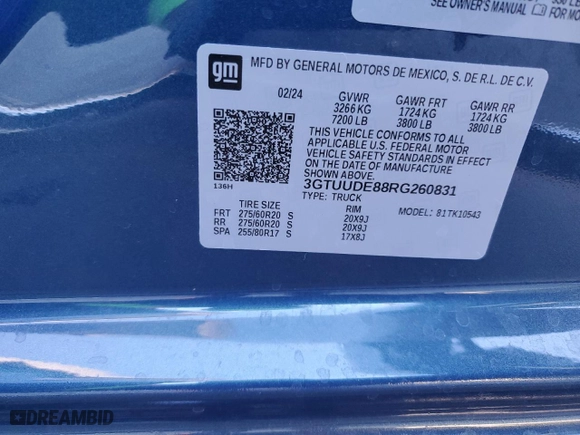 SEE OWNER'S MANUAL
FOR MO
gm
MFD BY GENERAL MOTORS DE MEXICO, S. DE R.L. DE C.V.
02/24 GVWR GAWR FRT GAWR RR
3266 KG 1724 KG 1724 KG
7200 LB 3800 LB 3800 LB
THIS VEHICLE CONFORMS TO ALL
APPLICABLE U.S. FEDERAL MOTOR
VEHICLE SAFETY STANDARDS IN EFFECT
ON THE DATE OF MANUFACTURE
SHOWN ABOVE.
136H 3GTUUDE88RG260831
TYPE: TRUCK
TIRE SIZE RIM MODEL: 81TK10543
FRT 275/60R20 S 20X9J
RR 275/60R20 S 20X9J
SPA 255/80R17 S 17X8J
DREAMBID